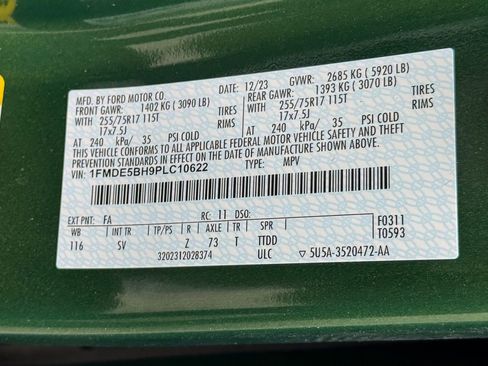 MFD. BY FORD MOTOR CO. 12/23 GVWR: 2685 KG ( 5920 LB)
FRONT GAWR: 1402 KG ( 3090 LB) REAR GAWR: 1393 KG ( 3070 LB)
WITH 255/75R17 115T TIRES WITH 255/75R17 115T TIRES
17x7.5J RIMS 17x7.5J RIMS
AT 240 kPa/ 35 PSI COLD AT 240 kPa/ 35 PSI COLD
THIS VEHICLE CONFORMS TO ALL APPLICABLE FEDERAL MOTOR VEHICLE SAFETY AND THEFT
PREVENTION STANDARDS IN EFFECT ON THE DATE OF MANUFACTURE SHOWN ABOVE.
VIN: 1FMDE5BH9PLC10622 TYPE: MPV
EXT PNT: FA RC: 11 DSO: F0311
WB INT TR TP/PS R AXLE TR SPR T0593
116 SV Z 73 T TTDD
3202312028374 ULC ▽ 5U5A-3520472-AA